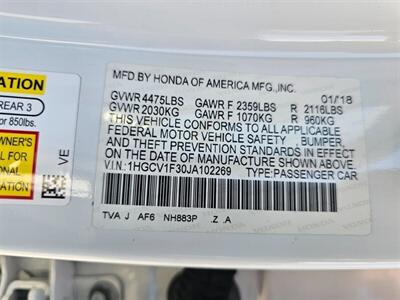 MFD.BY HONDA OF AMERICA MFG.,INC.
01/18
GVWR 4475LBS GAWR F 2359LBS R 2116LBS
GVWR 2030KG GAWR F 1070KG R 960KG
THIS VEHICLE CONFORMS TO ALL APPLICABLE
FEDERAL MOTOR VEHICLE SAFETY , BUMPER,
AND THEFT PREVENTION STANDARDS IN EFFECT
ON THE DATE OF MANUFACTURE SHOWN ABOVE.
V.I.N.:1HGCV1F30JA102269 TYPE:PASSENGER CAR
TVA J AF6 NH883P .Z .A
ATION
REAR 3
or 850lbs.
OWNER'S
L FOR
IONAL
VE